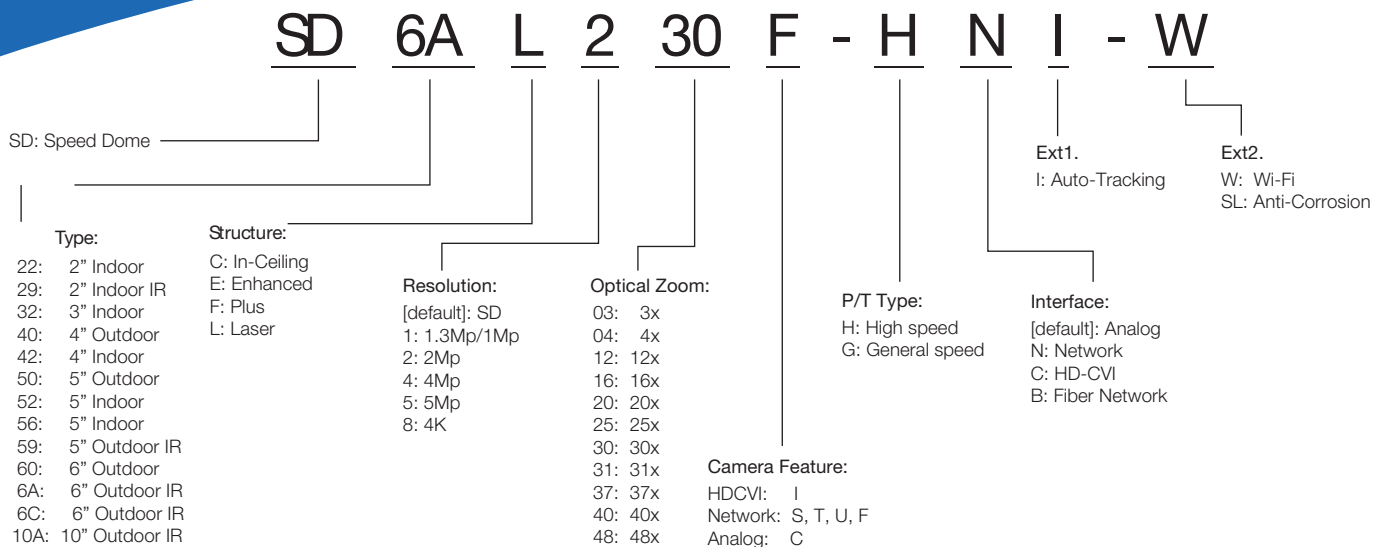 SD 6A L 2 30 F - H N I - W
SD: Speed Dome
Type:
22: 2” Indoor
29: 2” Indoor IR
32: 3” Indoor
40: 4” Outdoor
42: 4” Indoor
50: 5” Outdoor
52: 5” Indoor
56: 5” Indoor
59: 5” Outdoor IR
60: 6” Outdoor
6A: 6” Outdoor IR
6C: 6” Outdoor IR
10A: 10” Outdoor IR
Structure:
C: In-Ceiling
E: Enhanced
F: Plus
L: Laser
Resolution:
[default]: SD
1: 1.3Mp/1Mp
2: 2Mp
4: 4Mp
5: 5Mp
8: 4K
Optical Zoom:
03: 3x
04: 4x
12: 12x
16: 16x
20: 20x
25: 25x
30: 30x
31: 31x
37: 37x
40: 40x
48: 48x
Camera Feature:
HDCVI: I
Network: S, T, U, F
Analog: C
P/T Type:
H: High speed
G: General speed
Interface:
[default]: Analog
N: Network
C: HD-CVI
B: Fiber Network
Ext1.
I: Auto-Tracking
Ext2.
W: Wi-Fi
SL: Anti-Corrosion